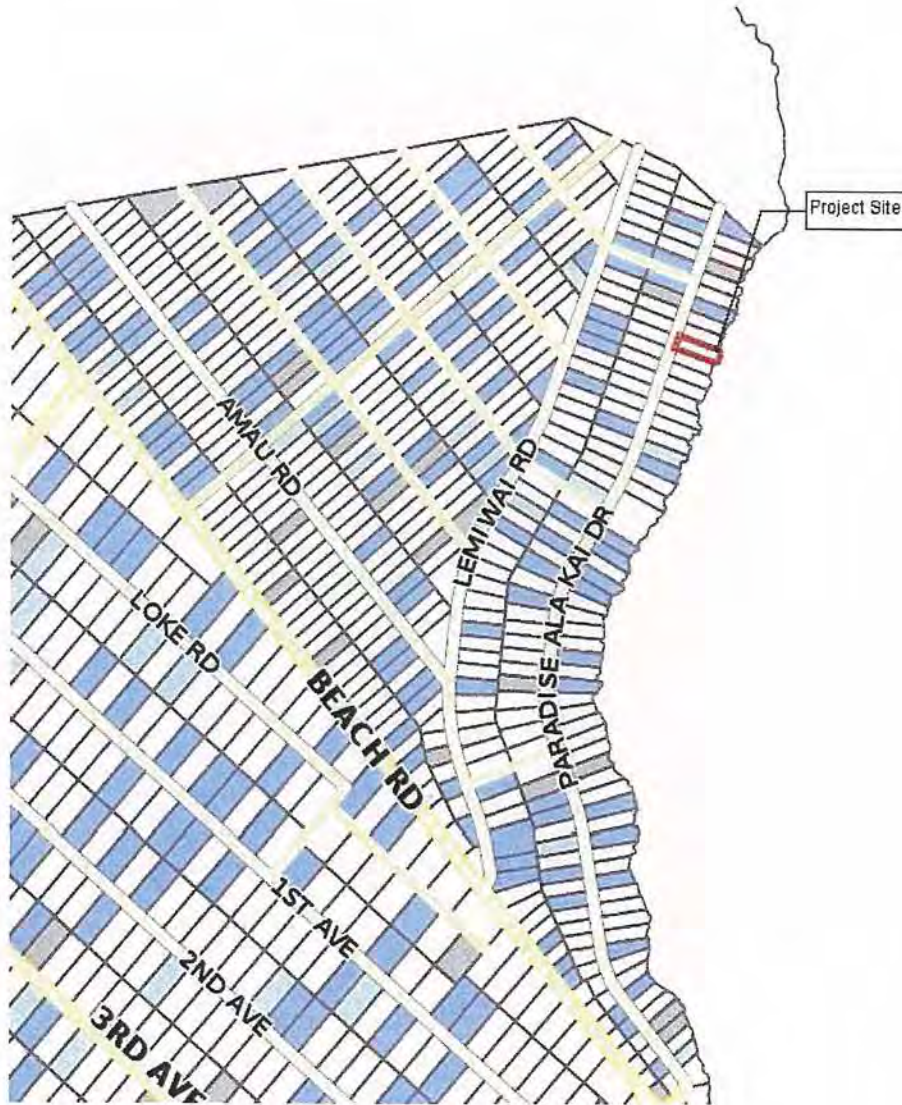 Project Site
AMAU RD
LEMIWAI RD
PARADISE ALA KAI DR
LOKE RD
BEACH RD
1ST AVE
2ND AVE
3RD AVE